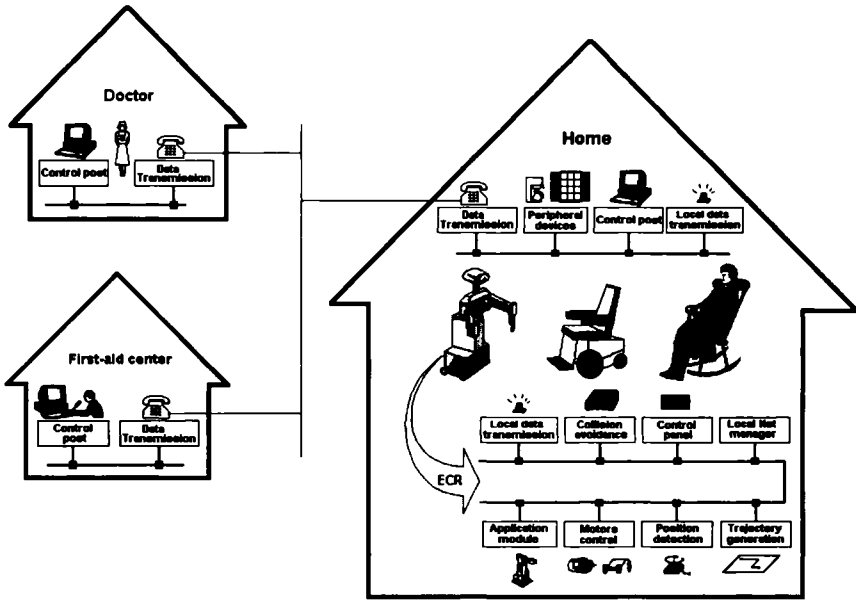 Doctor
Control post
Data
Transmission
First-aid center
Control
post
Data
Transmission
Home
Data
Transmission
Peripheral
devices
Control post
Local data
transmission
Local data
transmission
Collision
avoidance
Control
panel
Local Net
manager
ECR
Application
module
Motors
control
Position
detection
Trajectory
generation